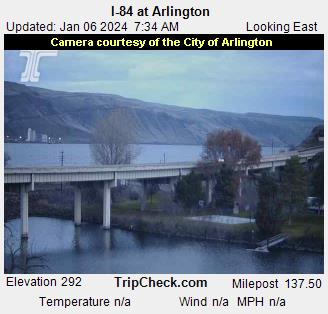 I-84 at Arlington
Updated: Jan 06 2024 7:34 AM Looking East
Camera courtesy of the City of Arlington
Elevation 292 TripCheck.com Milepost 137.50
Temperature n/a Wind n/a MPH n/a